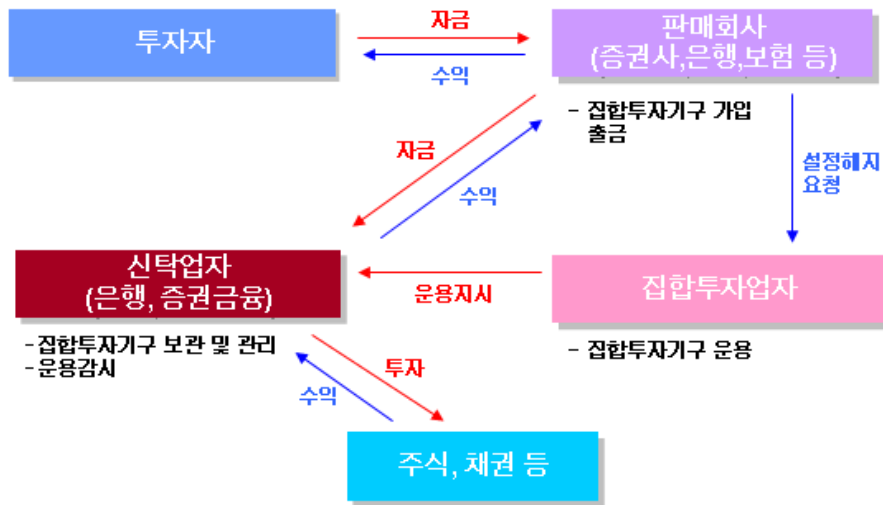 투자자
자금
수익
판매회사
(증권사,은행,보험 등)
- 집합투자기구 가입
출금
자금
수익
설정해지
요청
신탁업자
(은행, 증권금융)
운용지시
집합투자업자
-집합투자기구 보관 및 관리
-운용감시
- 집합투자기구 운용
투자
수익
주식, 채권 등